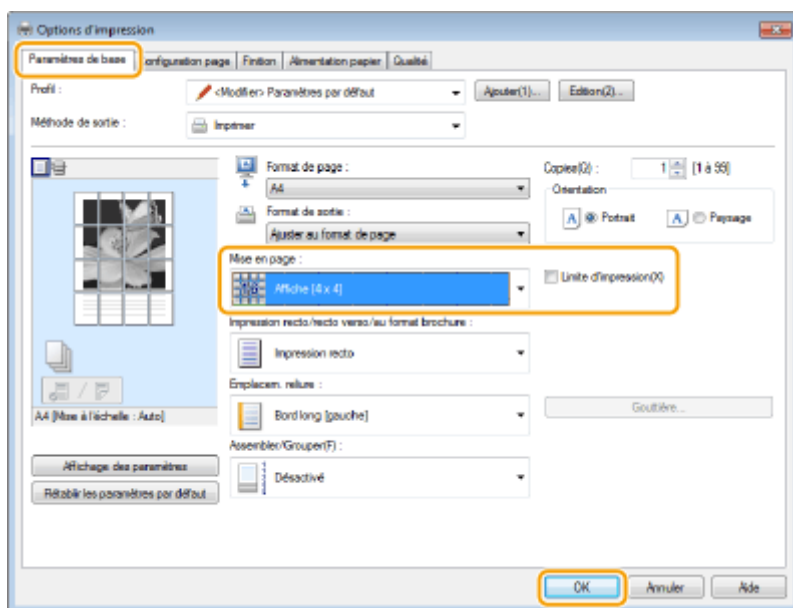 Options d'impression
Paramètres de base
Configuration page
Finition
Alimentation papier
Qualité
Profil :
<Modifier> Paramètres par défaut
Ajouter(1)...
Edition(2)...
Méthode de sortie :
Imprimer
Format de page :
A4
Copies(Q) :
1
[1 à 99]
Format de sortie :
Ajuster au format de page
Orientation
A
Portrait
A
Paysage
Mise en page :
16
Affiche [4 x 4]
Limite d'impression(X)
Impression recto/recto verso/au format brochure :
Impression recto
Emplacem. reliure :
Bord long [gauche]
Gouttière...
A4 [Mise à l'échelle : Auto]
Assembler/Grouper(F) :
Désactivé
Affichage des paramètres
Rétablir les paramètres par défaut
OK
Annuler
Aide